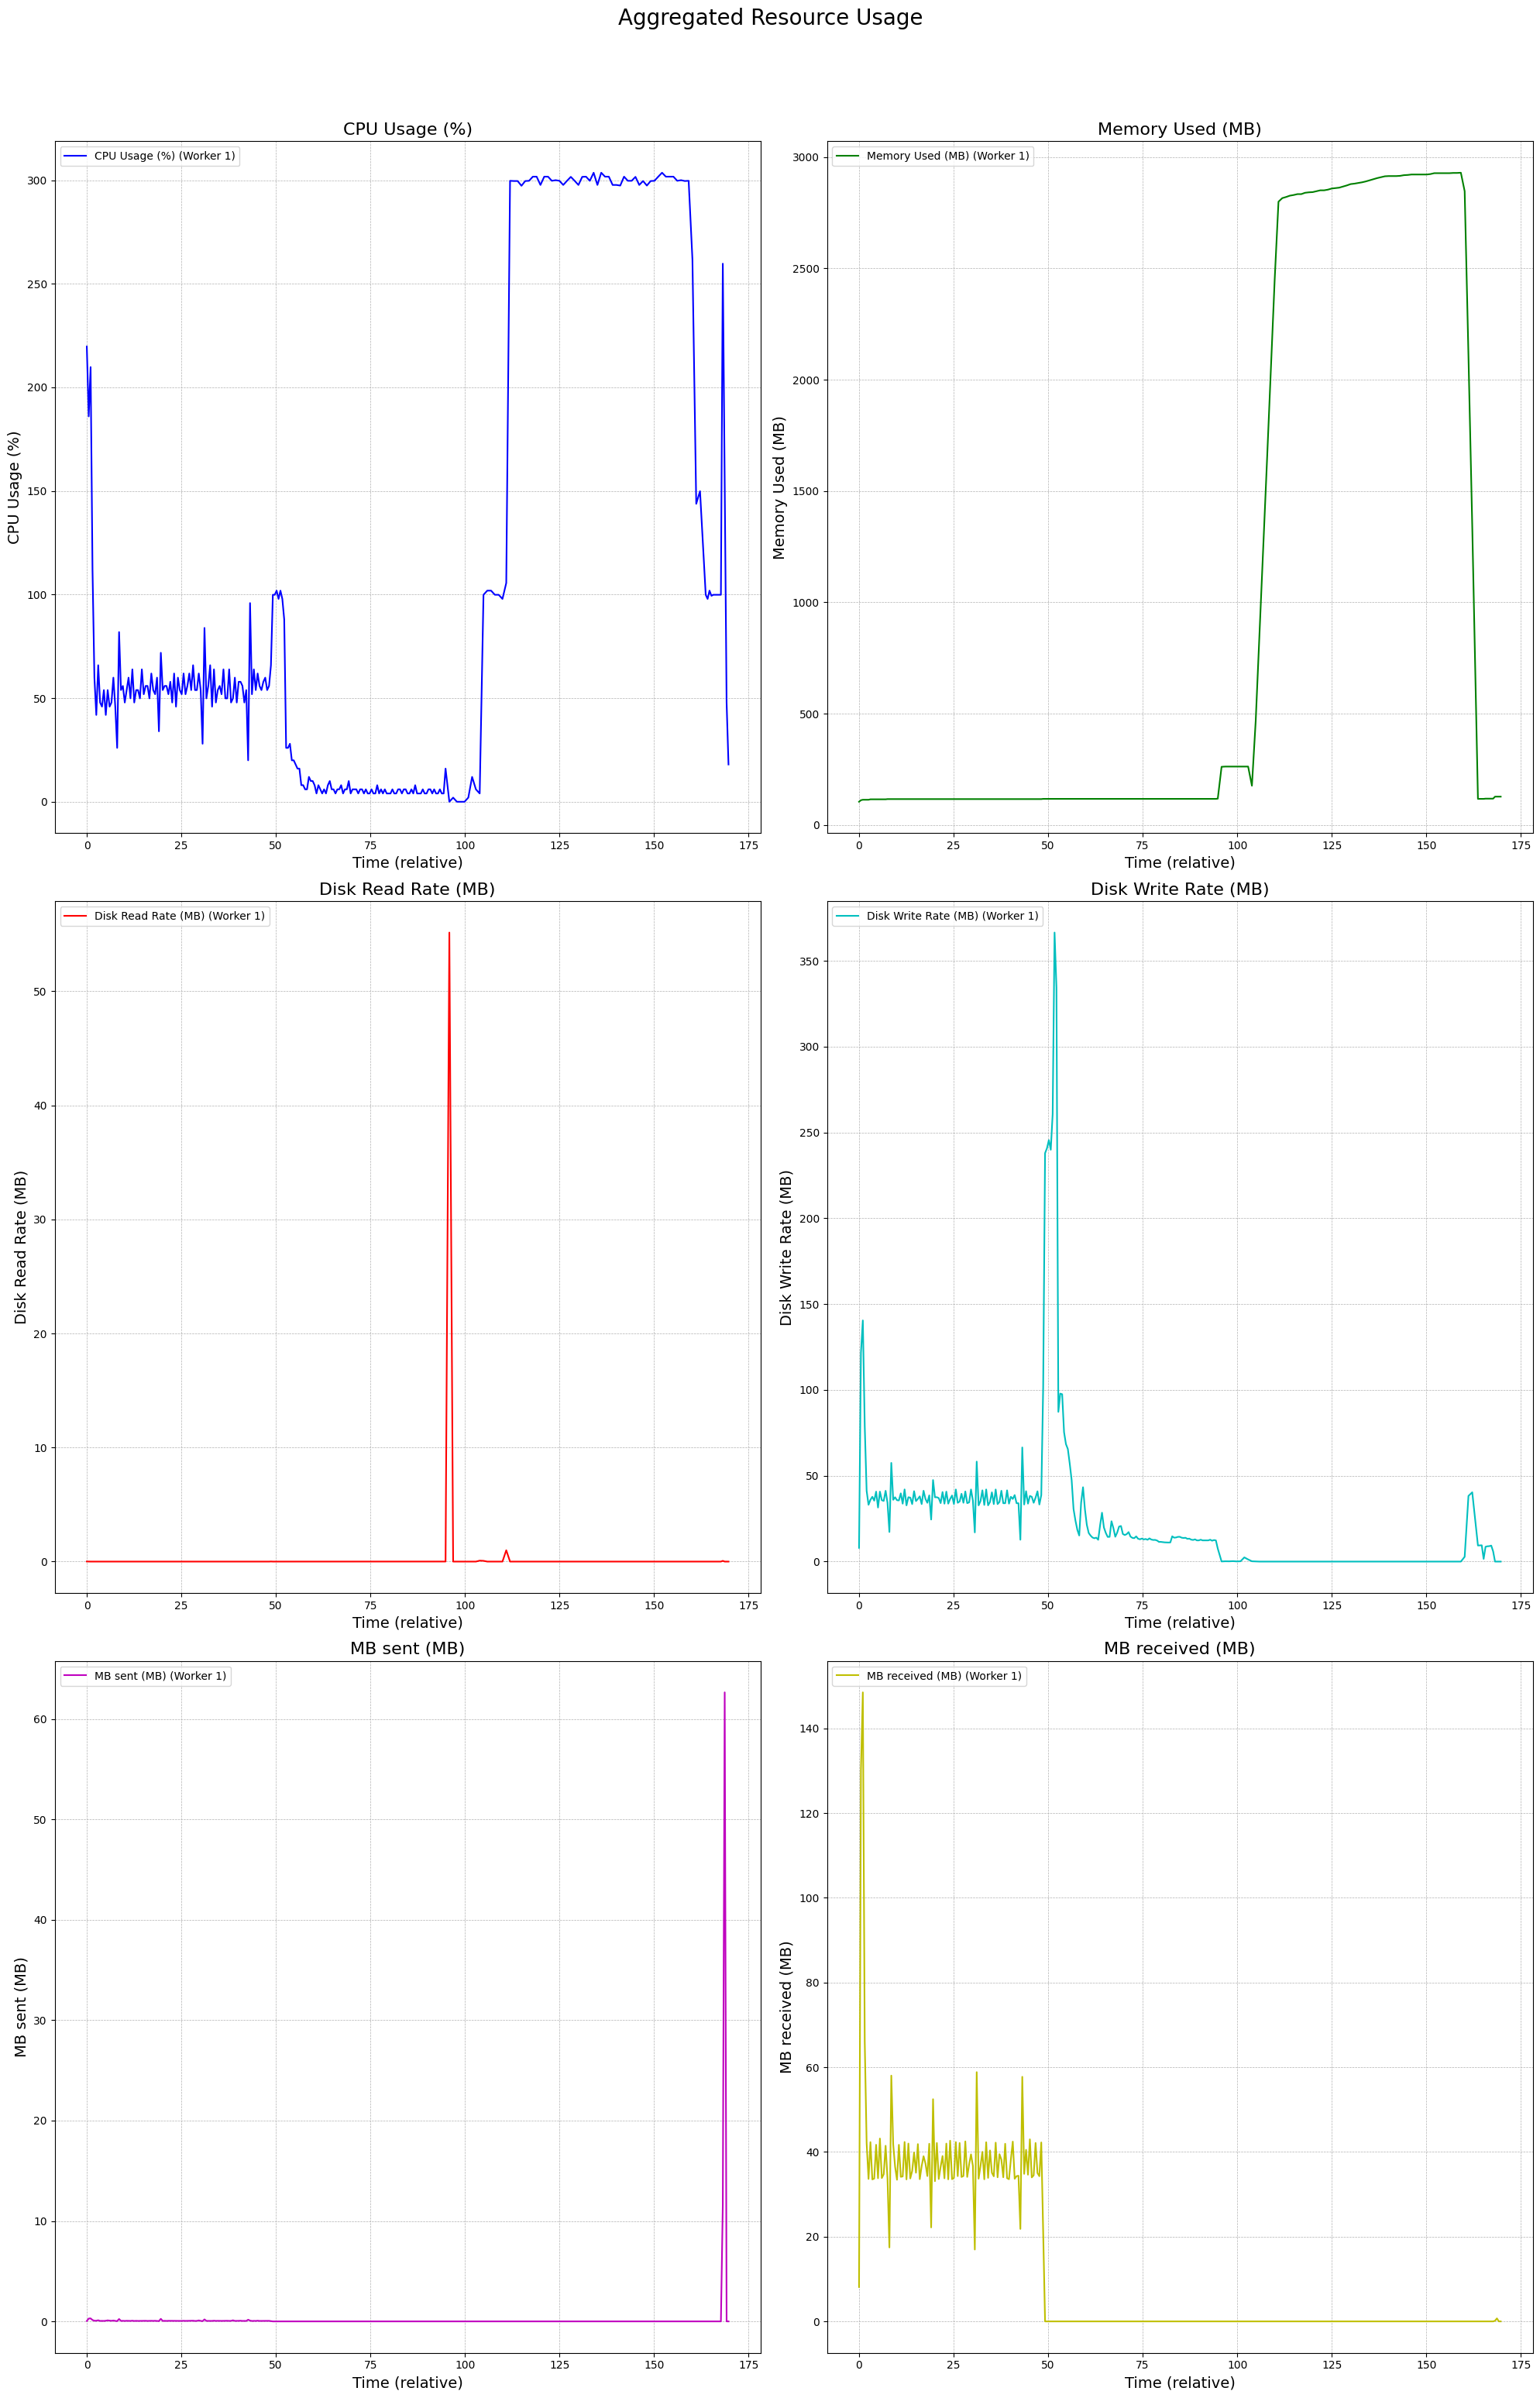 Aggregated Resource Usage
CPU Usage (%)
CPU Usage (%) (Worker 1)
300
250
200
150
100
50
0
CPU Usage (%)
0 25 50 75 100 125 150 175
Time (relative)
Memory Used (MB)
Memory Used (MB) (Worker 1)
3000
2500
2000
1500
1000
500
0
Memory Used (MB)
0 25 50 75 100 125 150 175
Time (relative)
Disk Read Rate (MB)
Disk Read Rate (MB) (Worker 1)
50
40
30
20
10
0
Disk Read Rate (MB)
0 25 50 75 100 125 150 175
Time (relative)
Disk Write Rate (MB)
Disk Write Rate (MB) (Worker 1)
350
300
250
200
150
100
50
0
Disk Write Rate (MB)
0 25 50 75 100 125 150 175
Time (relative)
MB sent (MB)
MB sent (MB) (Worker 1)
60
50
40
30
20
10
0
MB sent (MB)
0 25 50 75 100 125 150 175
Time (relative)
MB received (MB)
MB received (MB) (Worker 1)
140
120
100
80
60
40
20
0
MB received (MB)
0 25 50 75 100 125 150 175
Time (relative)